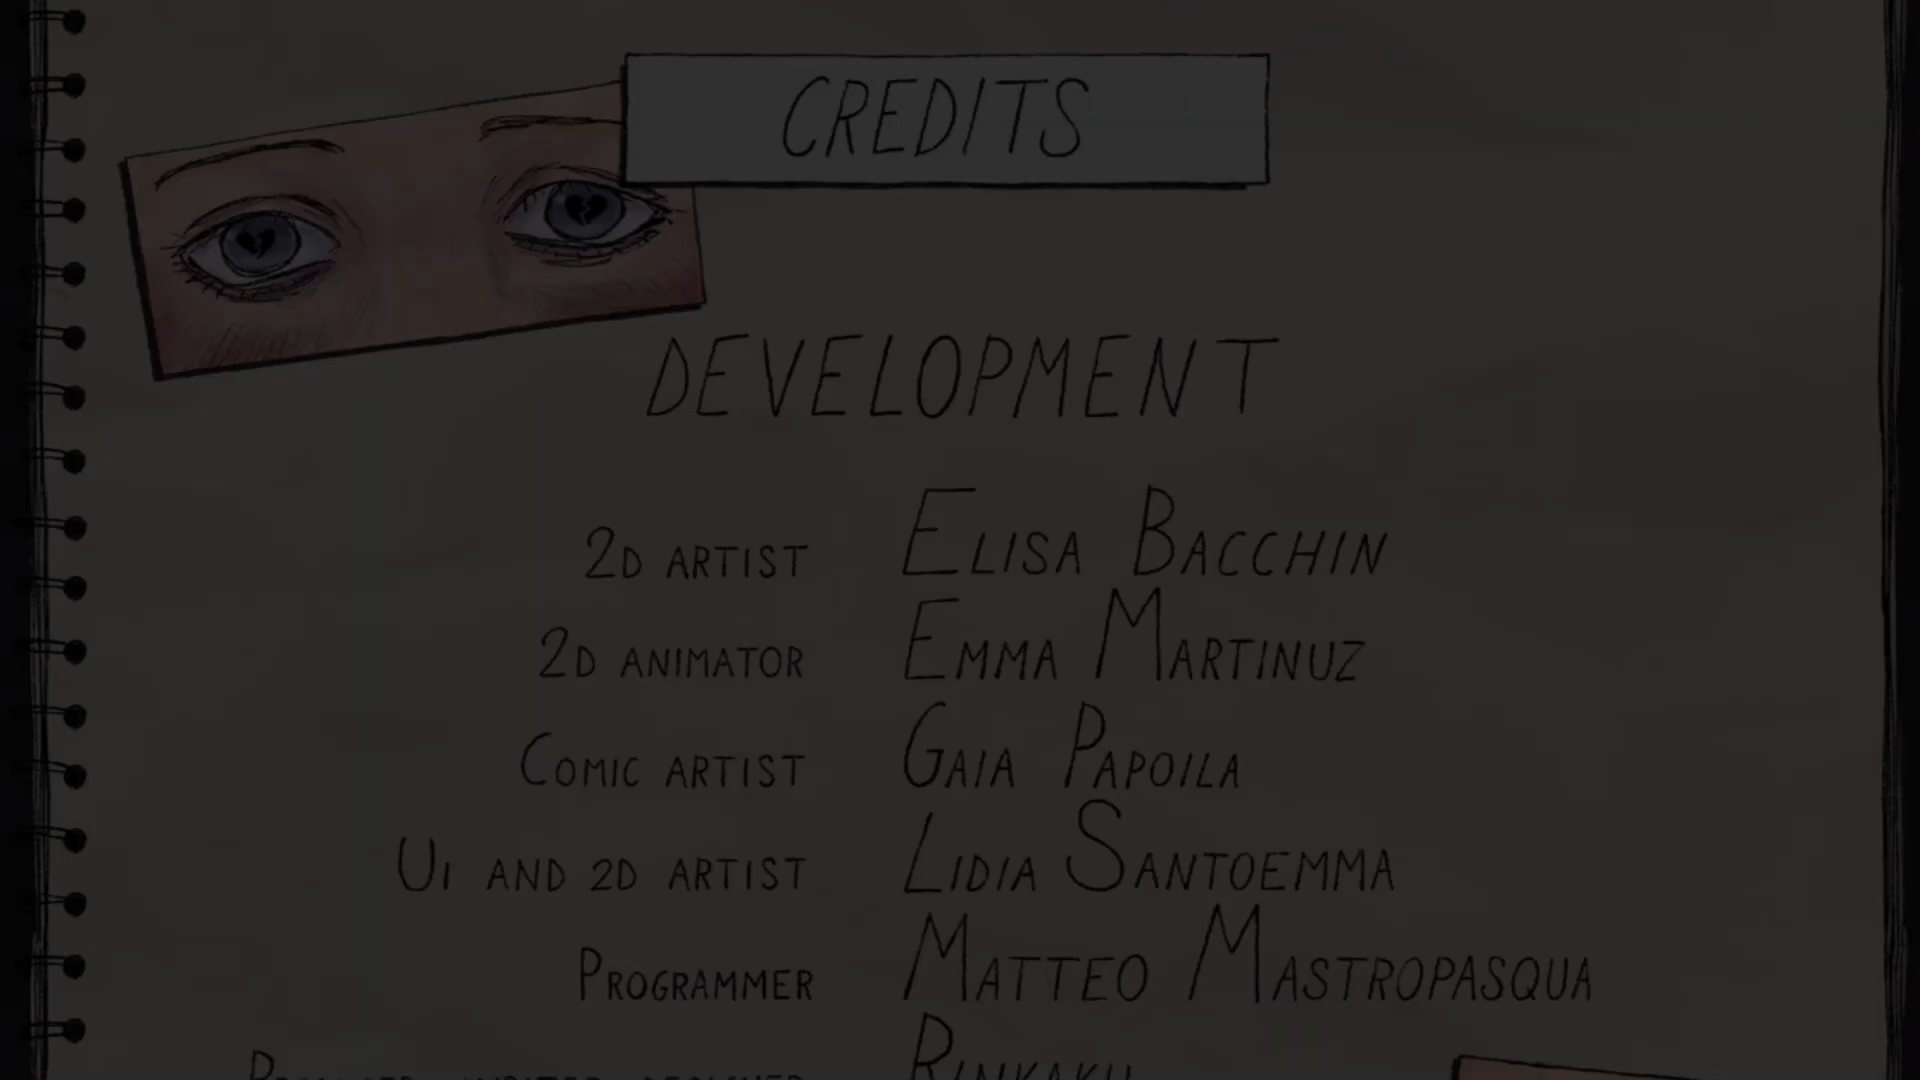 CREDITS
DEVELOPMENT
2D ARTIST ELISA BACCHIN
2D ANIMATOR EMMA MARTINUZ
COMIC ARTIST GAIA PAPOILA
UI AND 2D ARTIST LIDIA SANTOEMMA
PROGRAMMER MATTEO MASTROPASQUA
RINKAKU